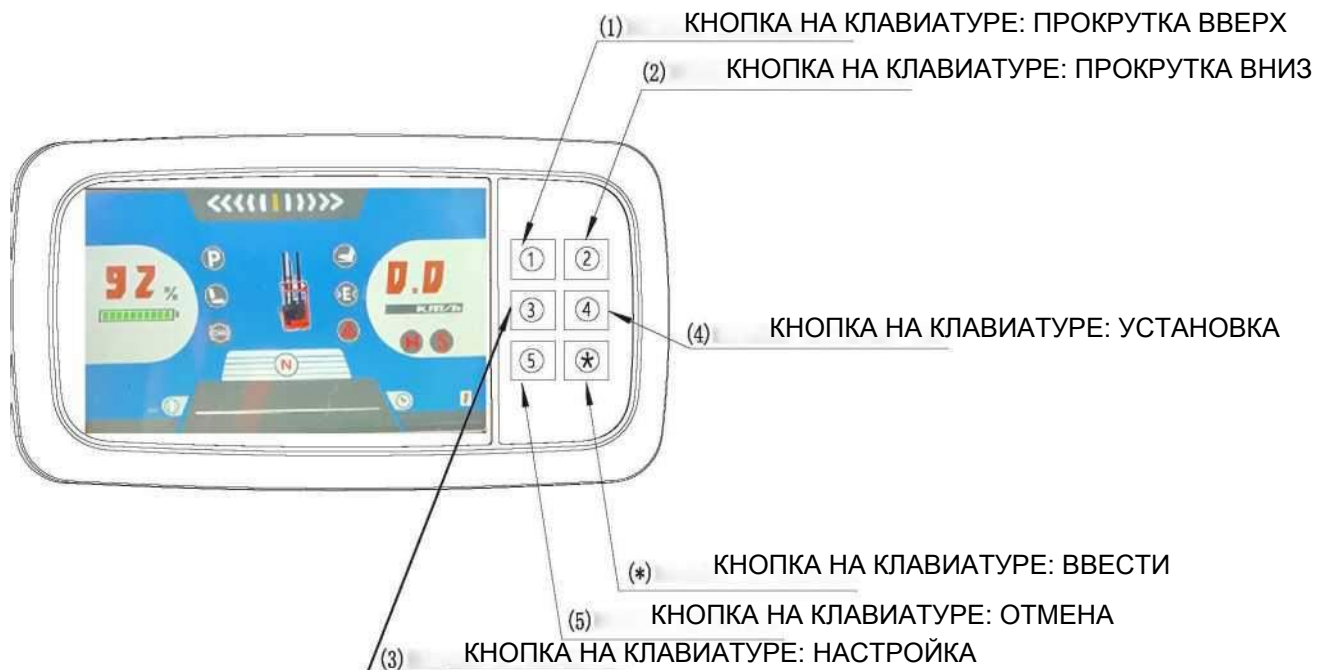 (1) КНОПКА НА КЛАВИАТУРЕ: ПРОКРУТКА ВВЕРХ
(2) КНОПКА НА КЛАВИАТУРЕ: ПРОКРУТКА ВНИЗ
92 %
P
E
0.0
km/h
N
1
2
3
4
5
*
(4) КНОПКА НА КЛАВИАТУРЕ: УСТАНОВКА
(*) КНОПКА НА КЛАВИАТУРЕ: ВВЕСТИ
(5) КНОПКА НА КЛАВИАТУРЕ: ОТМЕНА
(3) КНОПКА НА КЛАВИАТУРЕ: НАСТРОЙКА